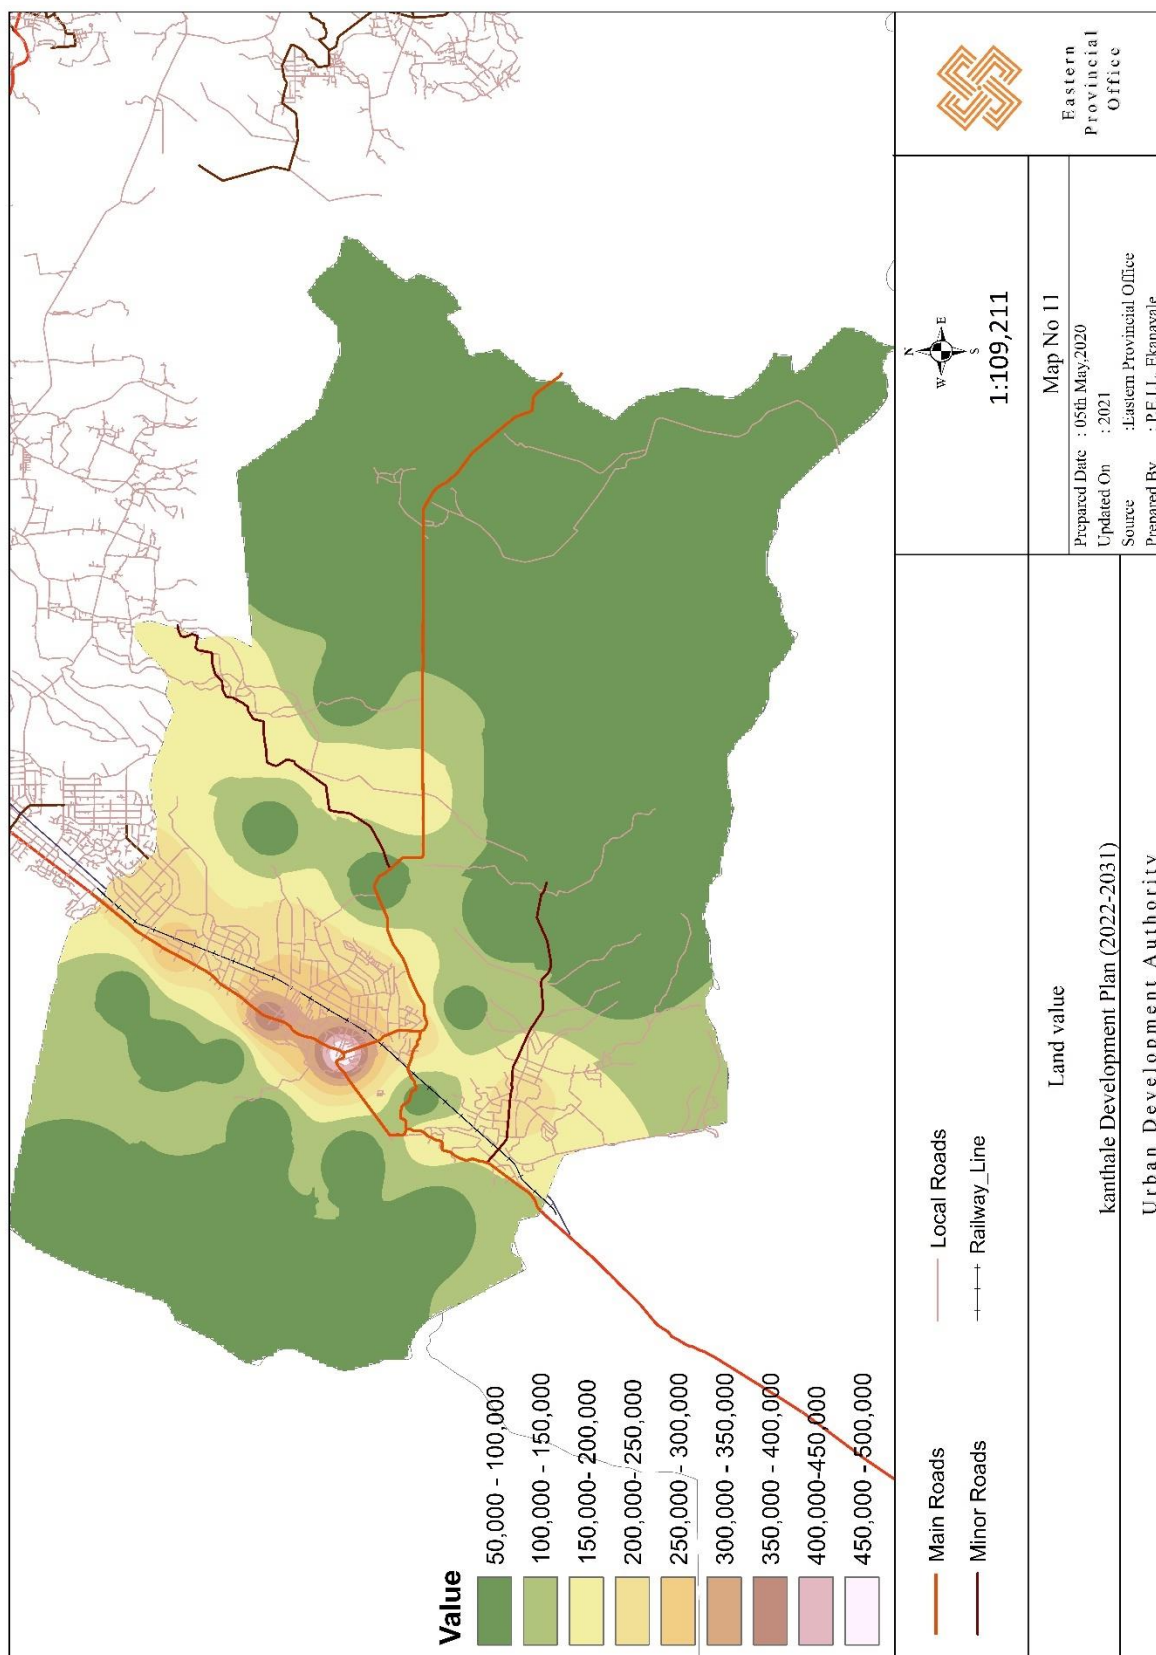 Value
50,000 - 100,000
100,000 - 150,000
150,000- 200,000
200,000-250,000
250,000 - 300,000
300,000 - 350,000
350,000 - 400,000
400,000-450,000
450,000 - 500,000
Main Roads
Local Roads
Minor Roads
Railway_Line
N
W
E
S
1:109,211
Eastern
Provincial
Office
Land value
Map No 11
kanthale Development Plan (2022-2031)
Prepared Date : 05th May,2020
Updated On : 2021
Source :Eastern Provincial Office
Prepared By
Urban Development Authority